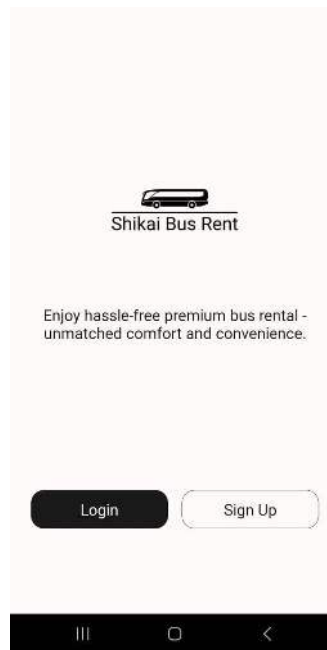 Shikai Bus Rent
Enjoy hassle-free premium bus rental -
unmatched comfort and convenience.
Login
Sign Up